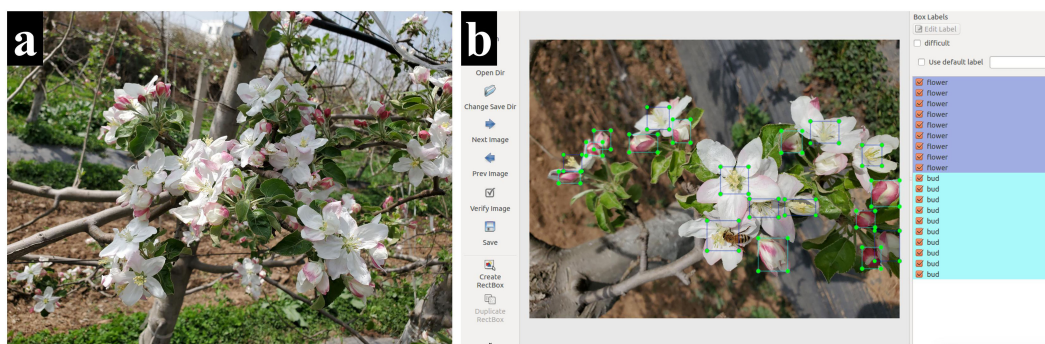 a
b
Open Dir
Change Save Dir
Next Image
Prev Image
Verify Image
Save
Create
RectBox
Duplicate
RectBox
Box Labels
Edit Label
difficult
Use default label
flower
flower
flower
flower
flower
flower
flower
flower
flower
bud
bud
bud
bud
bud
bud
bud
bud
bud
bud